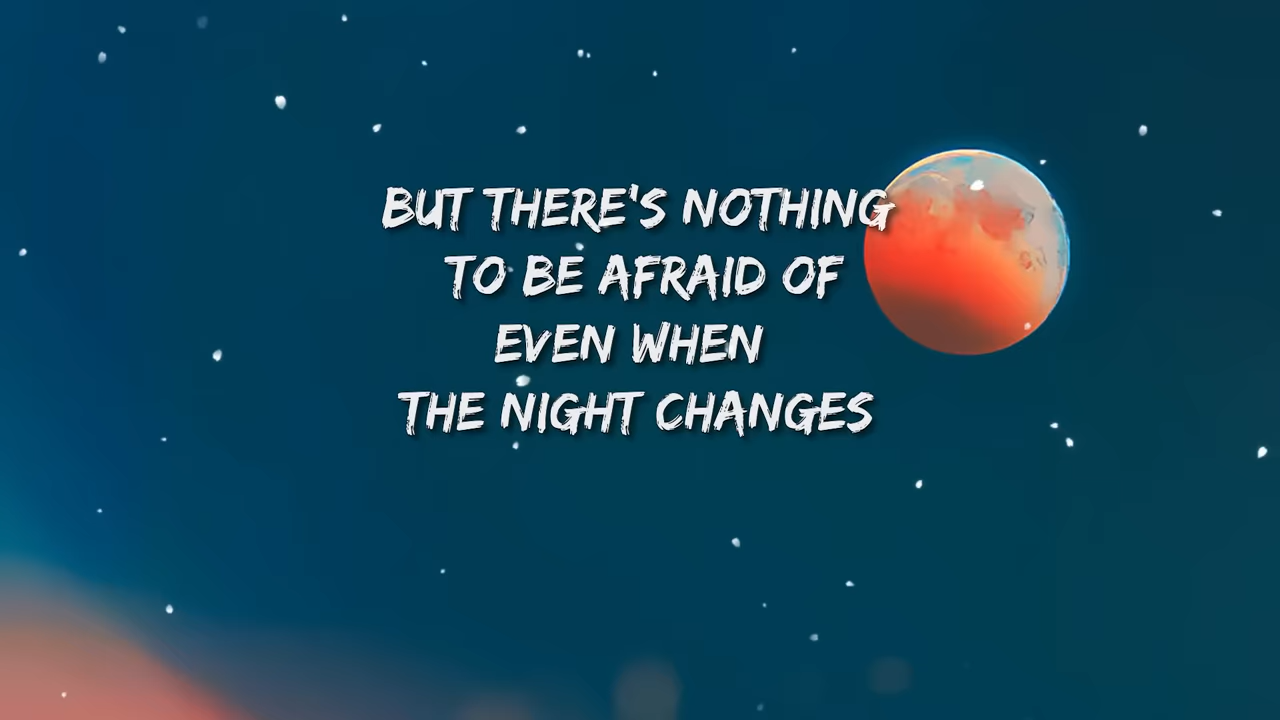 BUT THERE'S NOTHING
TO BE AFRAID OF
EVEN WHEN
THE NIGHT CHANGES